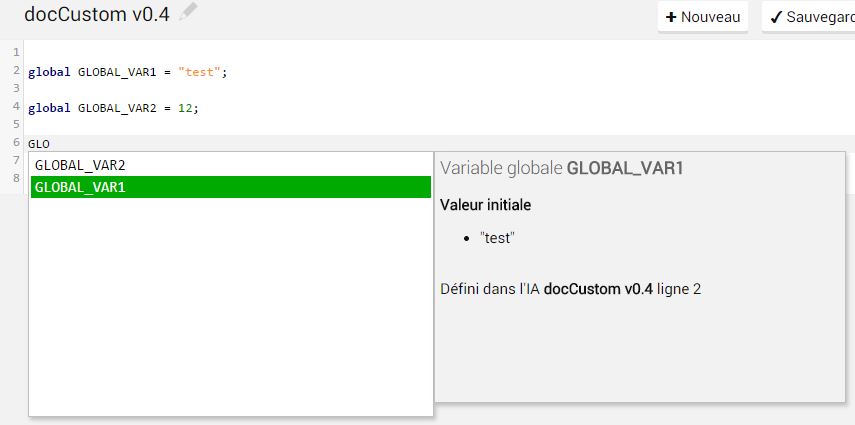 docCustom v0.4
+ Nouveau
✓ Sauvegard
1
2 global GLOBAL_VAR1 = "test";
3
4 global GLOBAL_VAR2 = 12;
5
6 GLO
7
8
GLOBAL_VAR2
GLOBAL_VAR1
Variable globale GLOBAL_VAR1
Valeur initiale
• "test"
Défini dans l'IA docCustom v0.4 ligne 2